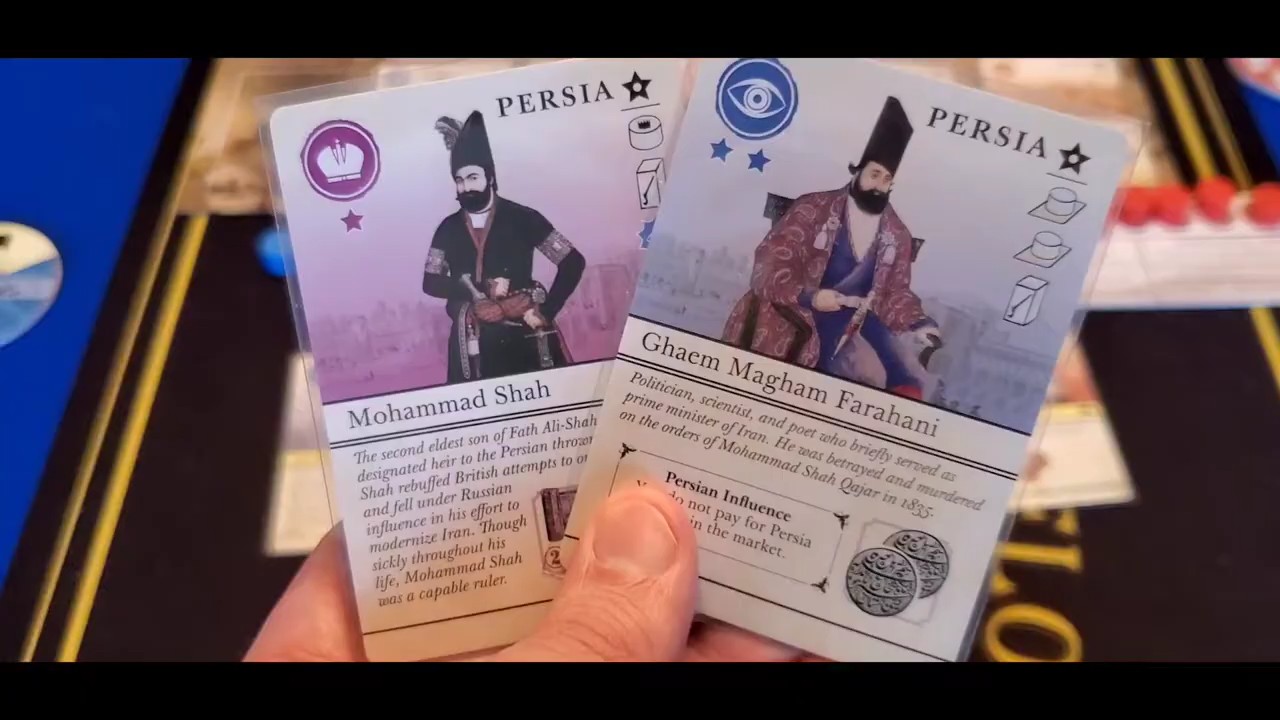 PERSIA
Mohammad Shah
The second eldest son of Fath Ali-Shah
designated heir to the Persian throne
Shah rebuffed British attempts to
and fell under Russian
influence in his effort to
modernize Iran. Though
sickly throughout his
life, Mohammad Shah
was a capable ruler.
2
PERSIA
Ghaem Magham Farahani
Politician, scientist, and poet who briefly served as
prime minister of Iran. He was betrayed and murdered
on the orders of Mohammad Shah Qajar in 1835.
Persian Influence
do not pay for Persia
in the market.
LO